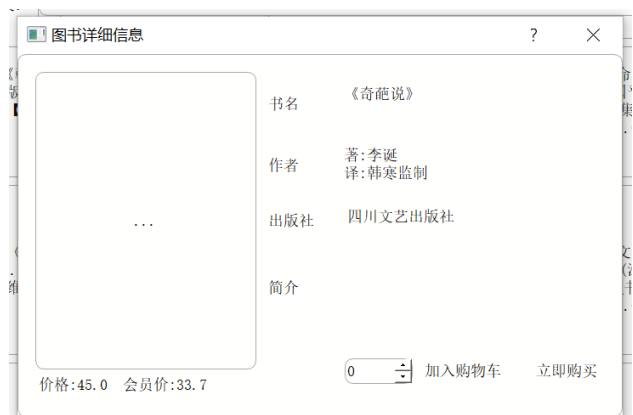 图书详细信息
?
书名
《奇葩说》
作者
著:李诞
译:韩寒监制
出版社
四川文艺出版社
...
简介
0
加入购物车
立即购买
价格:45.0 会员价:33.7